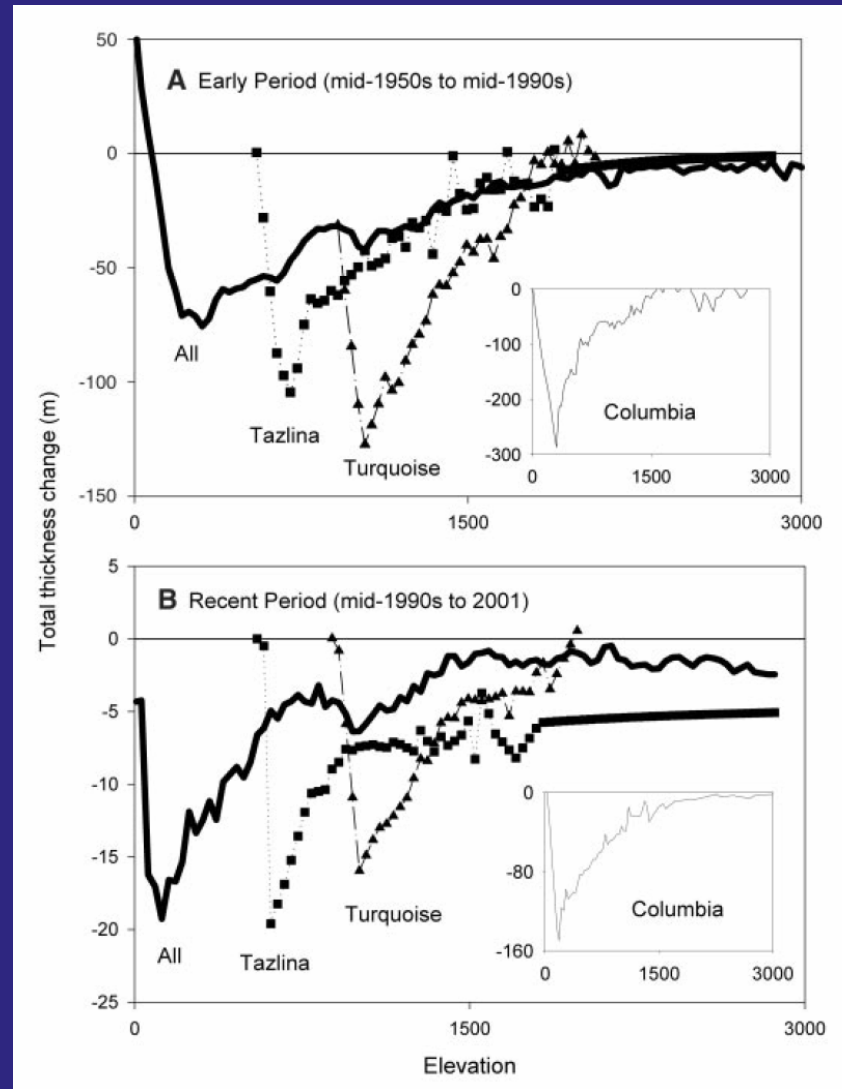 50
A Early Period (mid-1950s to mid-1990s)
0
-50
All
Tazlina
Turquoise
-100
-150
0
1500
3000
0
-100
-200
-300
Columbia
0
1500
3000
Total thickness change (m)
5
B Recent Period (mid-1990s to 2001)
0
-5
-10
-15
-20
-25
All
Tazlina
Turquoise
0
-80
-160
Columbia
0
1500
3000
0
1500
3000
Elevation